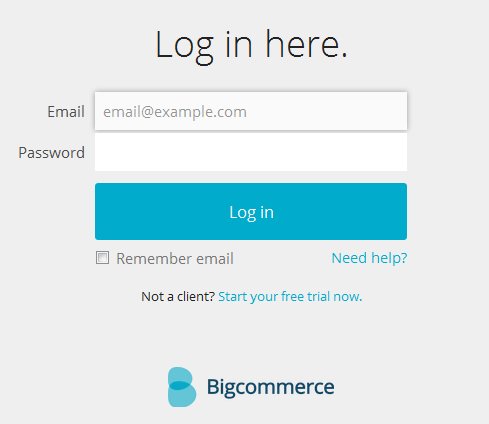 Log in here.
Email
email@example.com
Password
Log in
Remember email Need help?
Not a client? Start your free trial now.
Bigcommerce